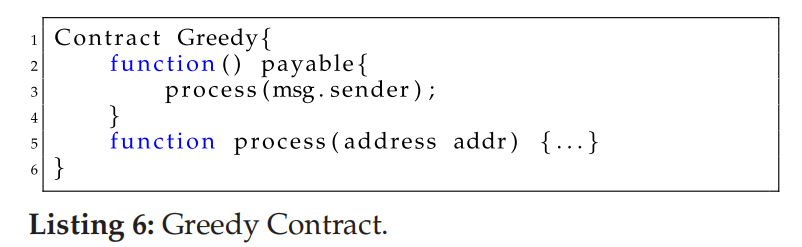 1 Contract Greedy{
2 function() payable{
3 process(msg.sender);
4 }
5 function process(address addr) {...}
6 }
Listing 6: Greedy Contract.